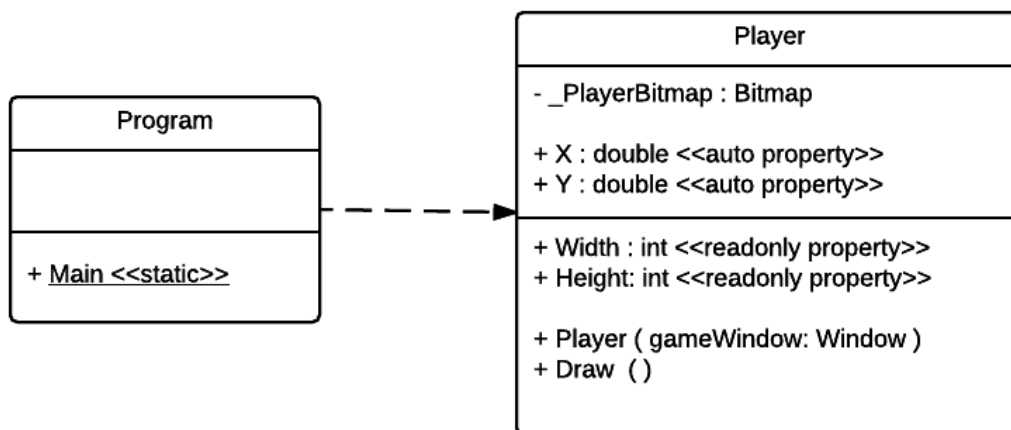 Program
+ Main <<static>>
Player
- _PlayerBitmap : Bitmap
+ X : double <<auto property>>
+ Y : double <<auto property>>
+ Width : int <<readonly property>>
+ Height: int <<readonly property>>
+ Player ( gameWindow: Window )
+ Draw ( )